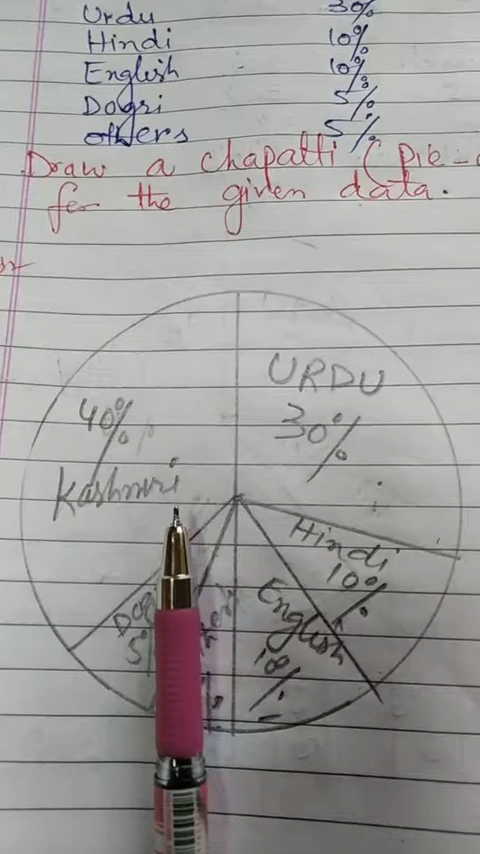 Urdu 30%
Hindi 10%
English 10%
Dogri 5%
others 5%
Draw a chapatti (Pie-
for the given data.
URDU
30%
40%
Kashmiri
Hindi
10%
English
10%
5